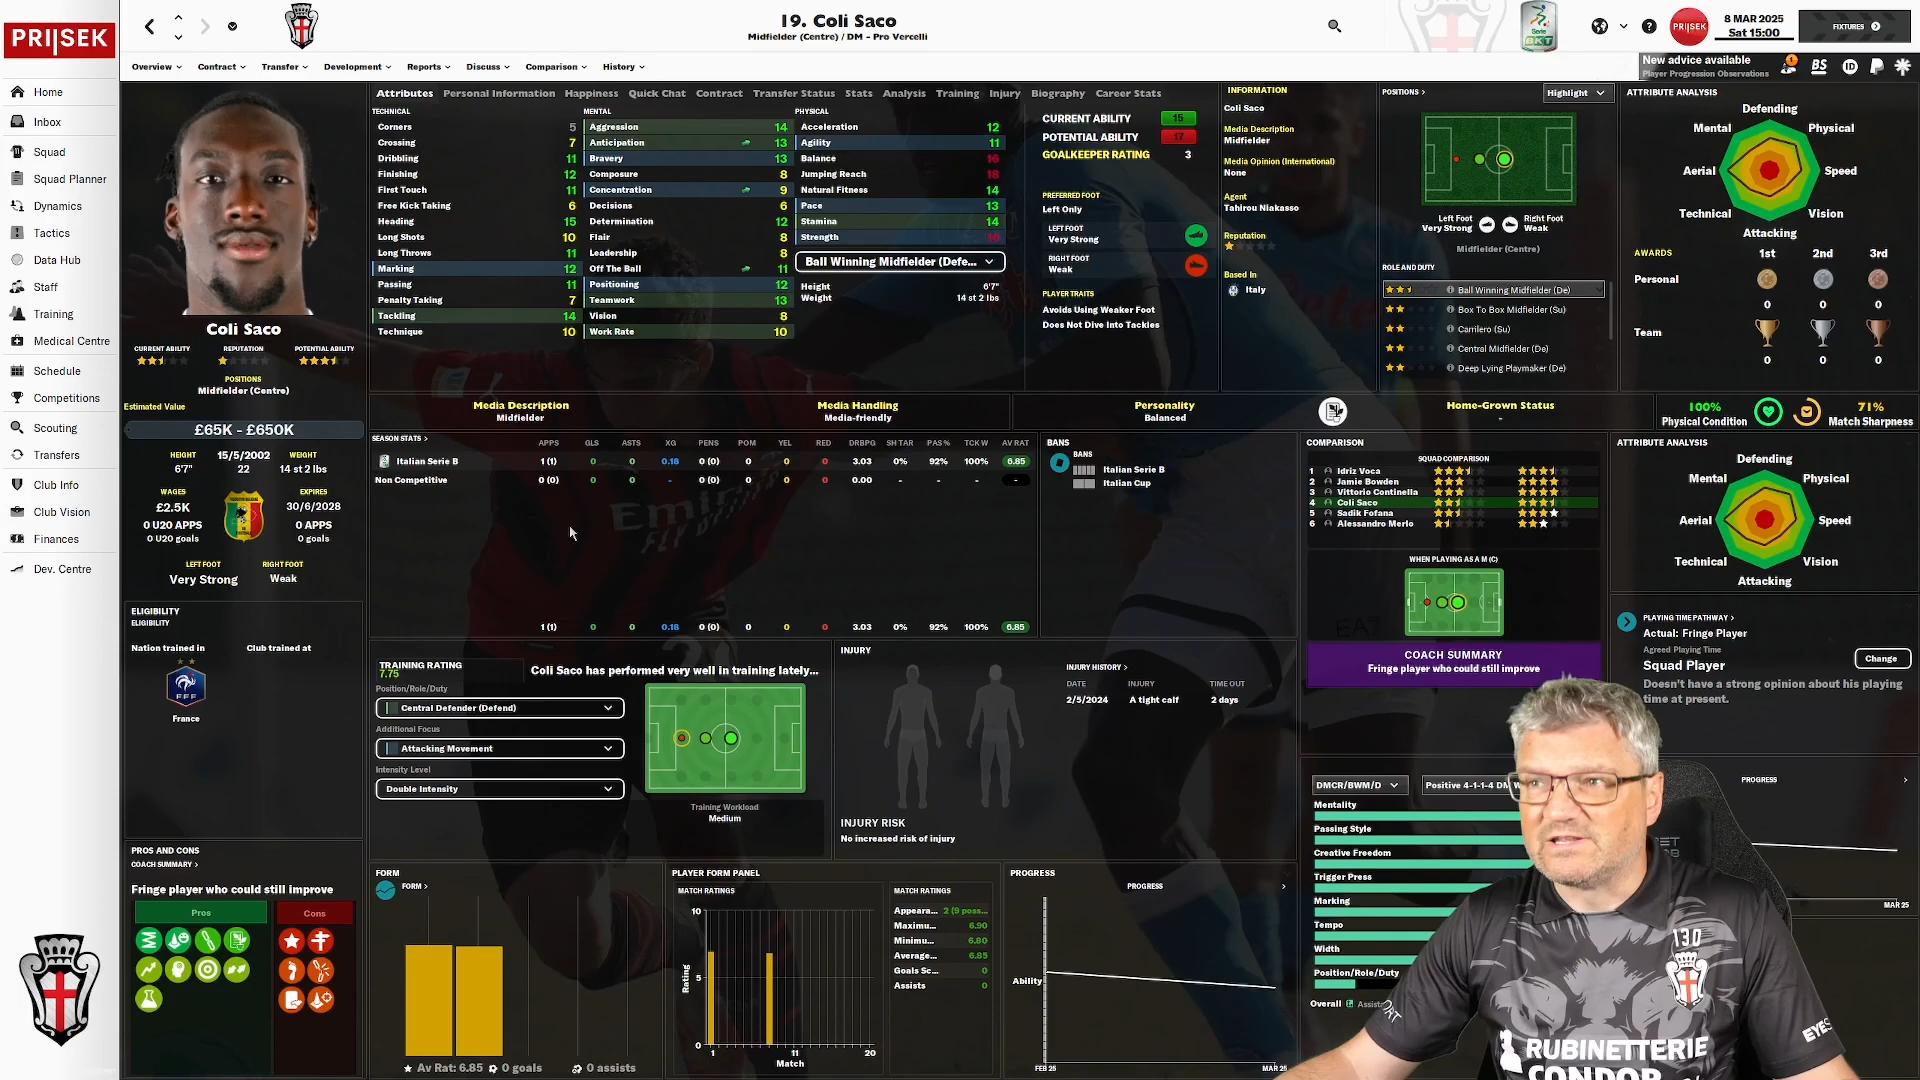 PRIJSEK
19. Coli Saco
Midfielder (Centre) / DM - Pro Vercelli
Serie
BKT
PRIJSEK
8 MAR 2025
Sat 15:00
FIXTURES
Overview
Contract
Transfer
Development
Reports
Discuss
Comparison
History
New advice available
Player Progression Observations
BS
ID
Home
Inbox
Squad
Squad Planner
Dynamics
Tactics
Data Hub
Staff
Training
Medical Centre
Schedule
Competitions
Scouting
Transfers
Club Info
Club Vision
Finances
Dev. Centre
Coli Saco
CURRENT ABILITY REPUTATION POTENTIAL ABILITY
POSITIONS
Midfielder (Centre)
Estimated Value
£65K - £650K
HEIGHT 15/5/2002 WEIGHT
6'7" 22 14 st 2 lbs
WAGES EXPIRES
£2.5K 30/6/2028
0 U20 APPS 0 APPS
0 U20 goals 0 goals
LEFT FOOT RIGHT FOOT
Very Strong Weak
ELIGIBILITY
ELIGIBILITY
Nation trained in Club trained at
FFF
France
PROS AND CONS
COACH SUMMARY >
Fringe player who could still improve
Pros Cons
Attributes Personal Information Happiness Quick Chat Contract Transfer Status Stats Analysis Training Injury Biography Career Stats
TECHNICAL MENTAL PHYSICAL
Corners 5 Aggression 14 Acceleration 12
Crossing 7 Anticipation 13 Agility 11
Dribbling 11 Bravery 13 Balance 16
Finishing 12 Composure 8 Jumping Reach 18
First Touch 11 Concentration 9 Natural Fitness 14
Free Kick Taking 6 Decisions 6 Pace 13
Heading 15 Determination 12 Stamina 14
Long Shots 10 Flair 8 Strength
Long Throws 11 Leadership 8
Marking 12 Off The Ball 11
Passing 11 Positioning 12
Penalty Taking 7 Teamwork 13
Tackling 14 Vision 8
Technique 10 Work Rate 10
Ball Winning Midfielder (Defe...
Height 6'7"
Weight 14 st 2 lbs
CURRENT ABILITY 15
POTENTIAL ABILITY 17
GOALKEEPER RATING 3
PREFERRED FOOT
Left Only
LEFT FOOT
Very Strong
RIGHT FOOT
Weak
PLAYER TRAITS
Avoids Using Weaker Foot
Does Not Dive Into Tackles
INFORMATION
Coli Saco
Media Description
Midfielder
Media Opinion (International)
None
Agent
Tahirou Niakasso
Reputation
Based In
Italy
POSITIONS >
Highlight
Left Foot Right Foot
Very Strong Weak
Midfielder (Centre)
ROLE AND DUTY
Ball Winning Midfielder (De)
Box To Box Midfielder (Su)
Carrilero (Su)
Central Midfielder (De)
Deep Lying Playmaker (De)
ATTRIBUTE ANALYSIS
Defending
Mental Physical
Aerial Speed
Technical Vision
Attacking
AWARDS 1st 2nd 3rd
Personal
0 0 0
Team
0 0 0
Media Description
Midfielder
Media Handling
Media-friendly
Personality
Balanced
Home-Grown Status
-
100%
Physical Condition
71%
Match Sharpness
SEASON STATS > APPS GLS ASTS XG PENS POM YEL RED DRBPG SH TAR PAS % TCK W AV RAT
Italian Serie B 1 (1) 0 0 0.18 0 (0) 0 0 0 3.03 0% 92% 100% 6.85
Non Competitive 0 (0) 0 0 - 0 (0) 0 0 0 0.00 - - - -
1 (1) 0 0 0.18 0 (0) 0 0 0 3.03 0% 92% 100% 6.85
Emirates
FLY BETTER
EA7
BANS
BANS
Italian Serie B
Italian Cup
COMPARISON
SQUAD COMPARISON
1 Idriz Voca
2 Jamie Bowden
3 Vittorio Continella
4 Coli Saco
5 Sadik Fofana
6 Alessandro Merlo
WHEN PLAYING AS A M (C)
COACH SUMMARY
Fringe player who could still improve
ATTRIBUTE ANALYSIS
Defending
Mental Physical
Aerial Speed
Technical Vision
Attacking
PLAYING TIME PATHWAY >
Actual: Fringe Player
Agreed Playing Time
Squad Player
Change
Doesn't have a strong opinion about his playing
time at present.
TRAINING RATING
7.75
Coli Saco has performed very well in training lately...
Position/Role/Duty
Central Defender (Defend)
Additional Focus
Attacking Movement
Intensity Level
Double Intensity
Training Workload
Medium
INJURY
INJURY HISTORY >
DATE INJURY TIME OUT
2/5/2024 A tight calf 2 days
INJURY RISK
No increased risk of injury
DMCR/BWM/D
Positive 4-1-1-4 DM
Mentality
Passing Style
Creative Freedom
Trigger Press
Marking
Tempo
Width
Position/Role/Duty
Overall
PROGRESS
MAR 25
FORM
FORM >
Av Rat: 6.85 0 goals 0 assists
PLAYER FORM PANEL
MATCH RATINGS
10
5
0
Rating
1 11 20
Match
MATCH RATINGS
Appeara... 2 (9 poss...
Maximu... 6.90
Minimu... 6.80
Average... 6.85
Goals Sc... 0
Assists 0
PROGRESS
PROGRESS
Ability
FEB 25 MAR 25
130
EYES
RUBINETTERIE
CONDOR